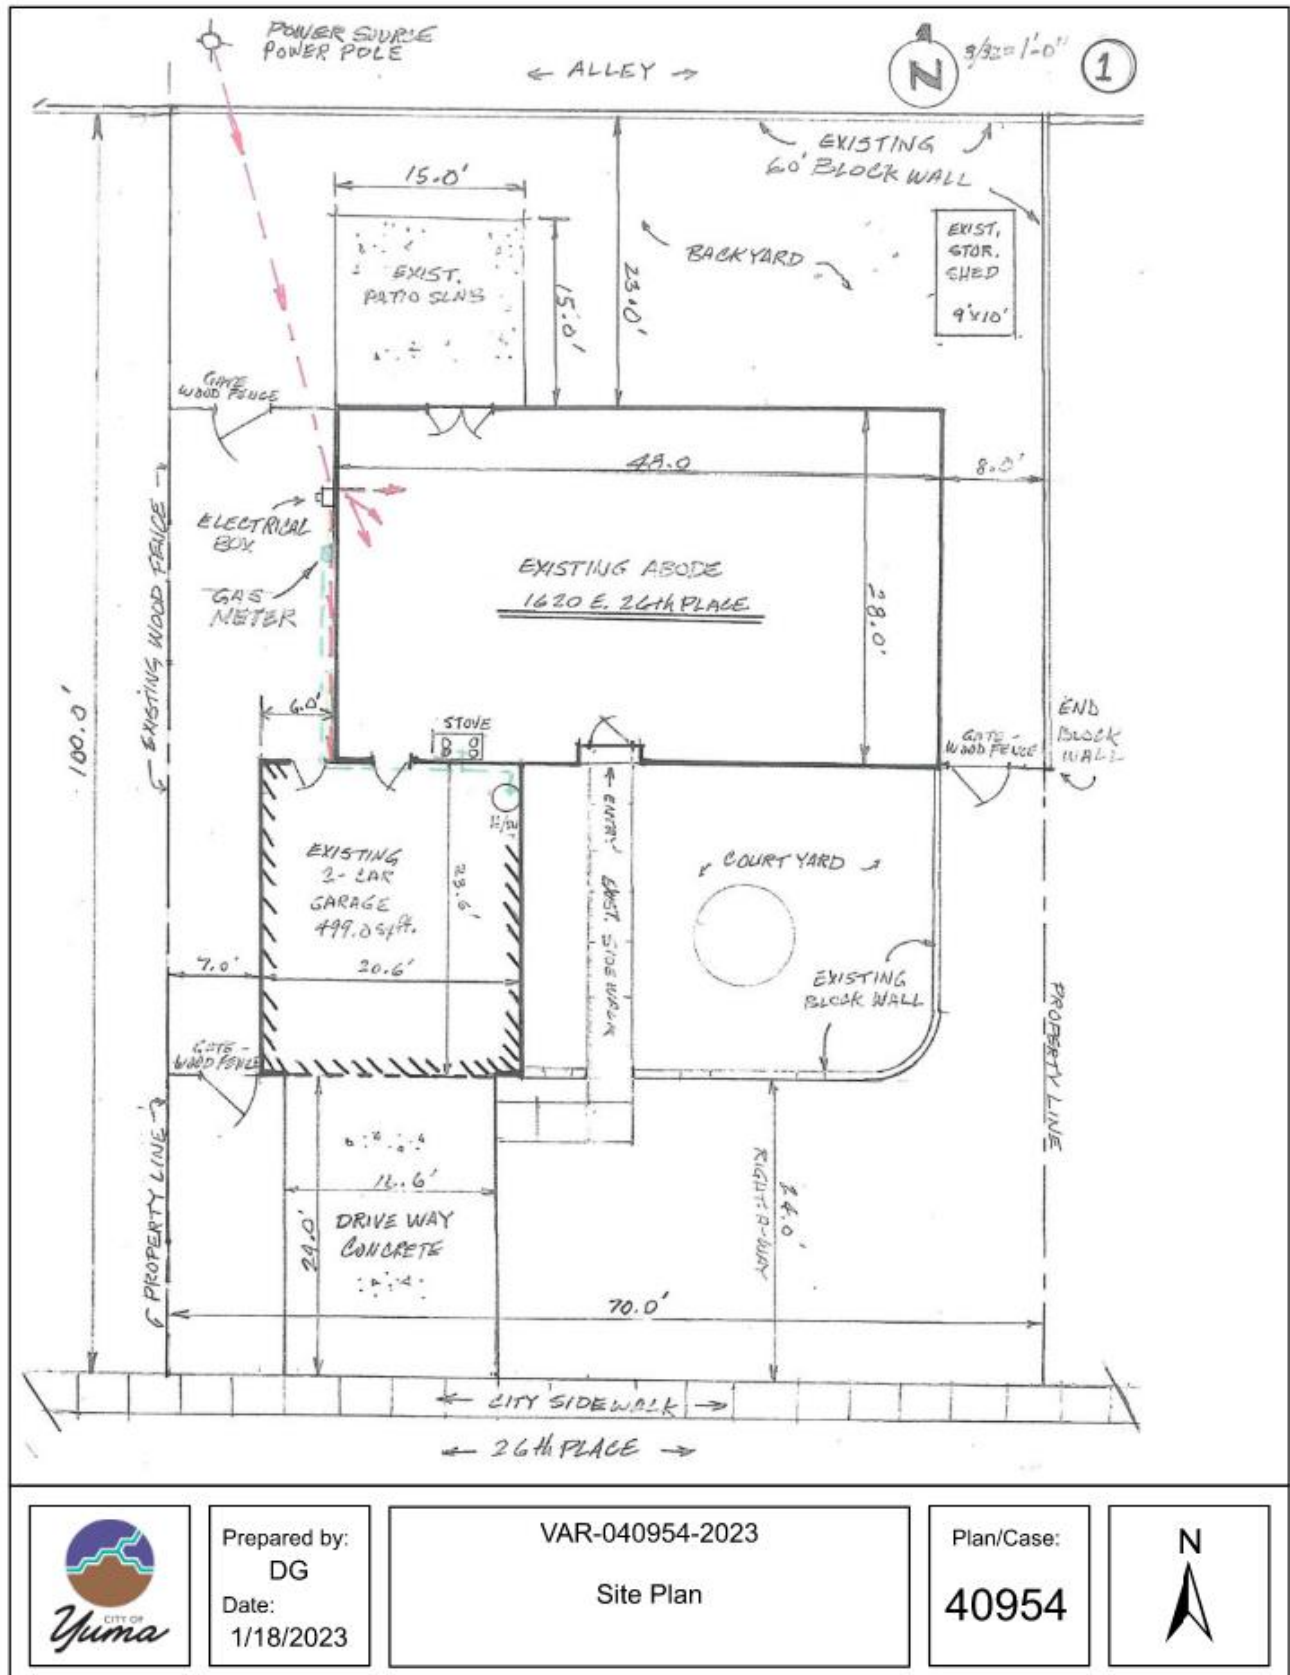 POWER SOURCE
POWER POLE
← ALLEY →
N
3/32=1'-0"
1
EXISTING
6.0' BLOCK WALL
15.0'
EXIST.
PATIO SLAB
15.0'
23.0'
BACKYARD
EXIST.
STOR.
SHED
9'x10'
GATE
WOOD FENCE
48.0
8.0'
ELECTRICAL
BOX
GAS
METER
EXISTING ABODE
1620 E. 26th PLACE
28.0'
← EXISTING WOOD FENCE →
100.0'
6.0'
STOVE
GATE -
WOOD FENCE
END
BLOCK
WALL
EXISTING
2-CAR
GARAGE
499.0 sq ft.
23.6'
← ENTRY EXIST. SIDEWALK
COURT YARD
7.0'
20.6'
EXISTING
BLOCK WALL
GATE -
WOOD FENCE
PROPERTY LINE
← PROPERTY LINE →
16.6'
24.0'
DRIVE WAY
CONCRETE
RIGHT-A-WAY
24.0'
70.0'
← CITY SIDEWALK →
← 26th PLACE →
CITY OF
Yuma
Prepared by:
DG
Date:
1/18/2023
VAR-040954-2023
Site Plan
Plan/Case:
40954
N